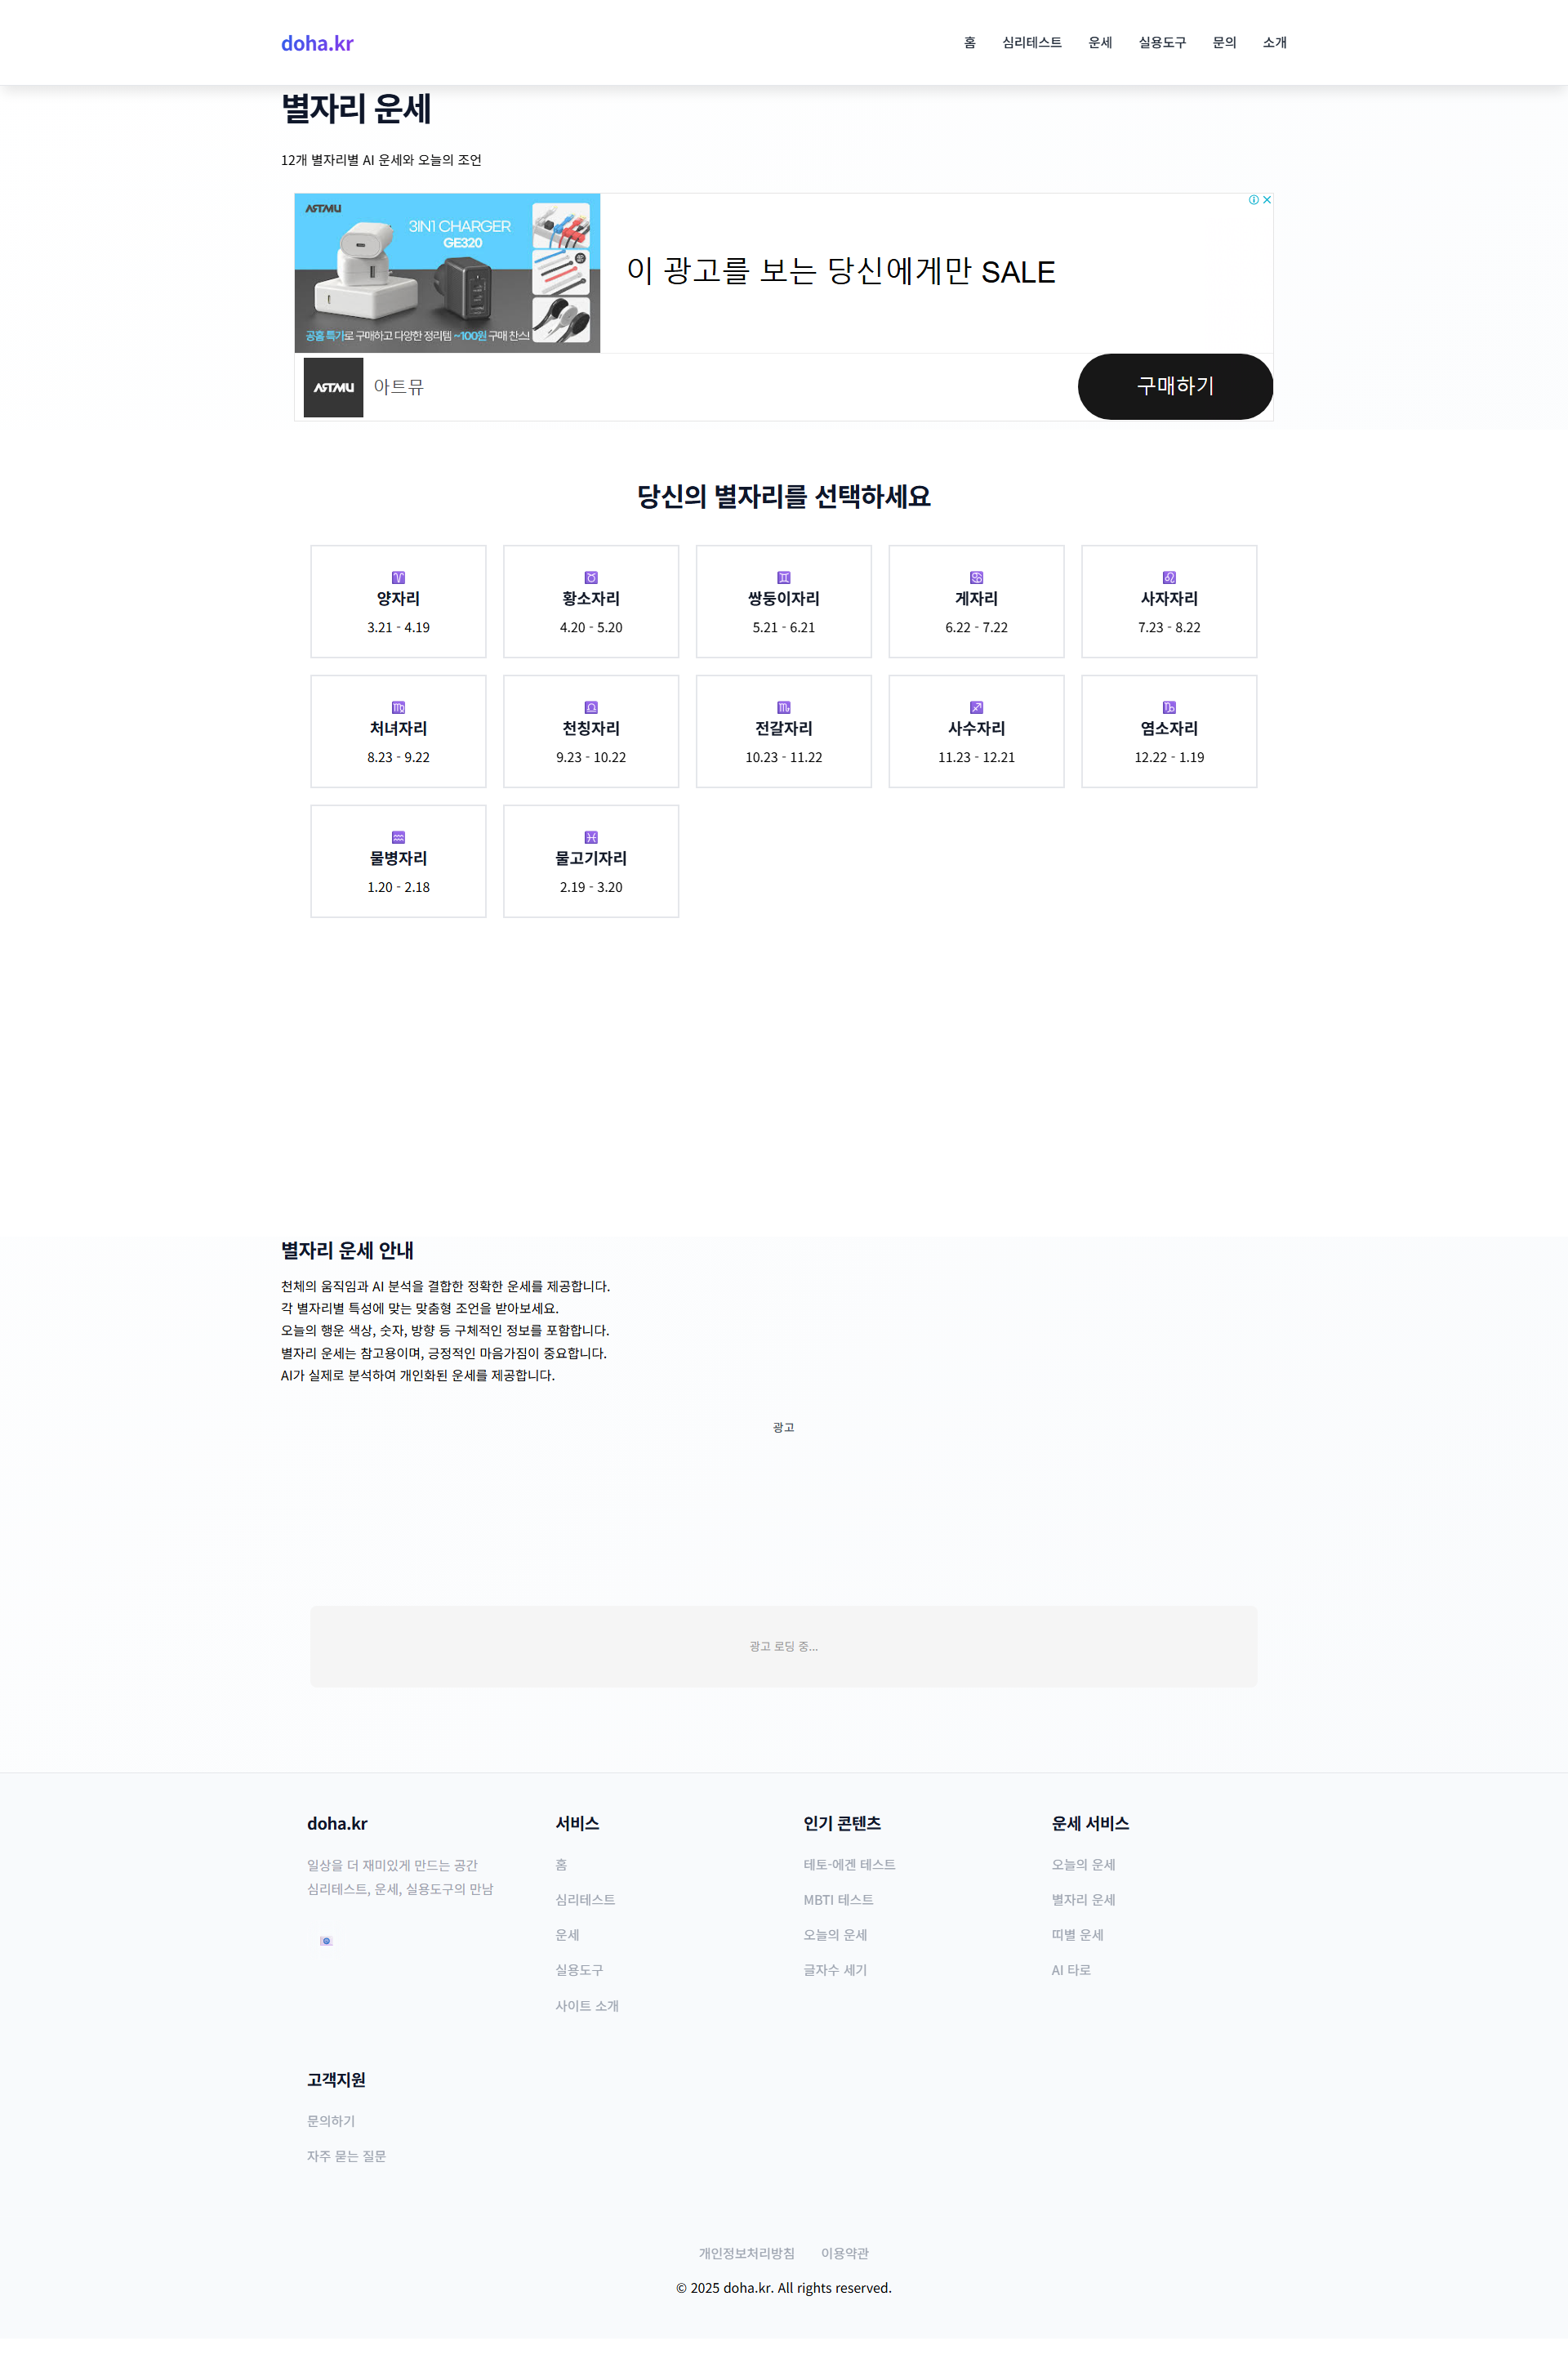 doha.kr
홈 심리테스트 운세 실용도구 문의 소개
별자리 운세
12개 별자리별 AI 운세와 오늘의 조언
ASTMU
3IN1 CHARGER
GE320
공홈 특가로 구매하고 다양한 정리템 ~100원 구매 찬스!
이 광고를 보는 당신에게만 SALE
ASTMU
아트뮤
구매하기
당신의 별자리를 선택하세요
♈ ♉ ♊ ♋ ♌
양자리 황소자리 쌍둥이자리 게자리 사자자리
3.21 - 4.19 4.20 - 5.20 5.21 - 6.21 6.22 - 7.22 7.23 - 8.22
♍ ♎ ♏ ♐ ♑
처녀자리 천칭자리 전갈자리 사수자리 염소자리
8.23 - 9.22 9.23 - 10.22 10.23 - 11.22 11.23 - 12.21 12.22 - 1.19
♒ ♓
물병자리 물고기자리
1.20 - 2.18 2.19 - 3.20
별자리 운세 안내
천체의 움직임과 AI 분석을 결합한 정확한 운세를 제공합니다.
각 별자리별 특성에 맞는 맞춤형 조언을 받아보세요.
오늘의 행운 색상, 숫자, 방향 등 구체적인 정보를 포함합니다.
별자리 운세는 참고용이며, 긍정적인 마음가짐이 중요합니다.
AI가 실제로 분석하여 개인화된 운세를 제공합니다.
광고
광고 로딩 중...
doha.kr
일상을 더 재미있게 만드는 공간
심리테스트, 운세, 실용도구의 만남
서비스
홈
심리테스트
운세
실용도구
사이트 소개
인기 콘텐츠
테토-에겐 테스트
MBTI 테스트
오늘의 운세
글자수 세기
운세 서비스
오늘의 운세
별자리 운세
띠별 운세
AI 타로
고객지원
문의하기
자주 묻는 질문
개인정보처리방침 이용약관
© 2025 doha.kr. All rights reserved.